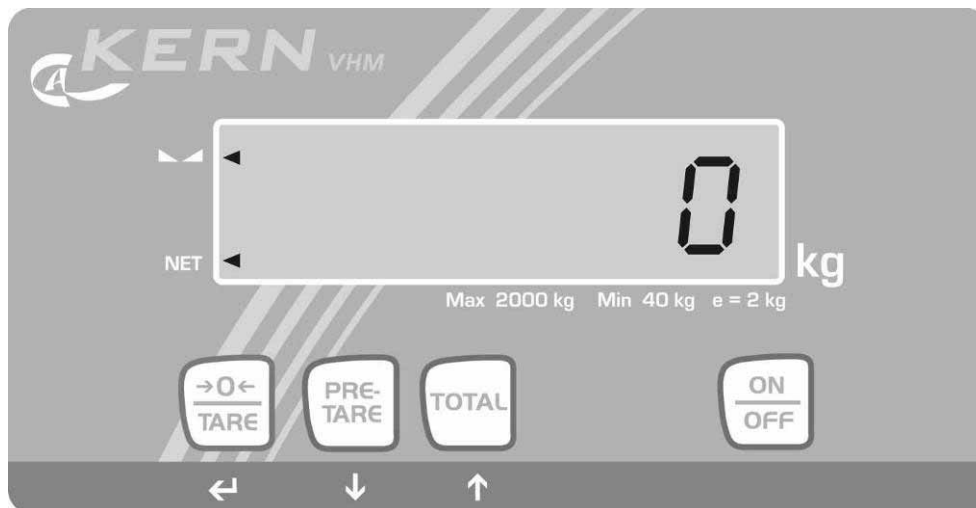 KERN VHM
0
NET
kg
Max 2000 kg Min 40 kg e = 2 kg
→0← TARE
PRE-TARE
TOTAL
ON OFF